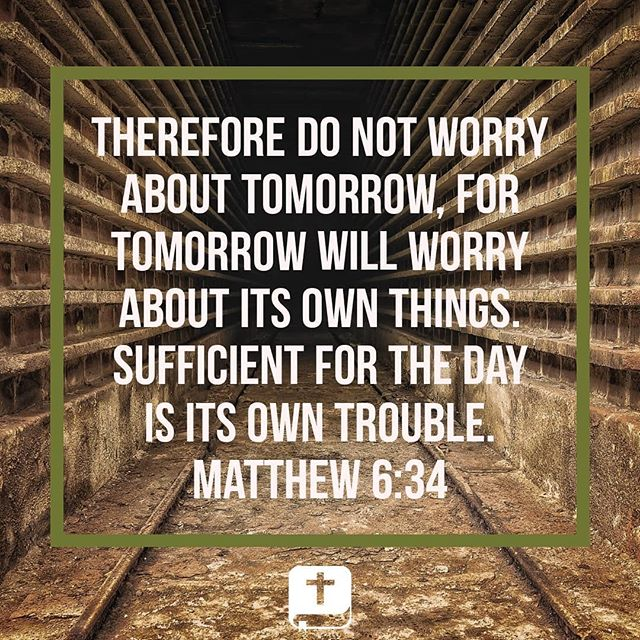 THEREFORE DO NOT WORRY
ABOUT TOMORROW, FOR
TOMORROW WILL WORRY
ABOUT ITS OWN THINGS.
SUFFICIENT FOR THE DAY
IS ITS OWN TROUBLE.
MATTHEW 6:34